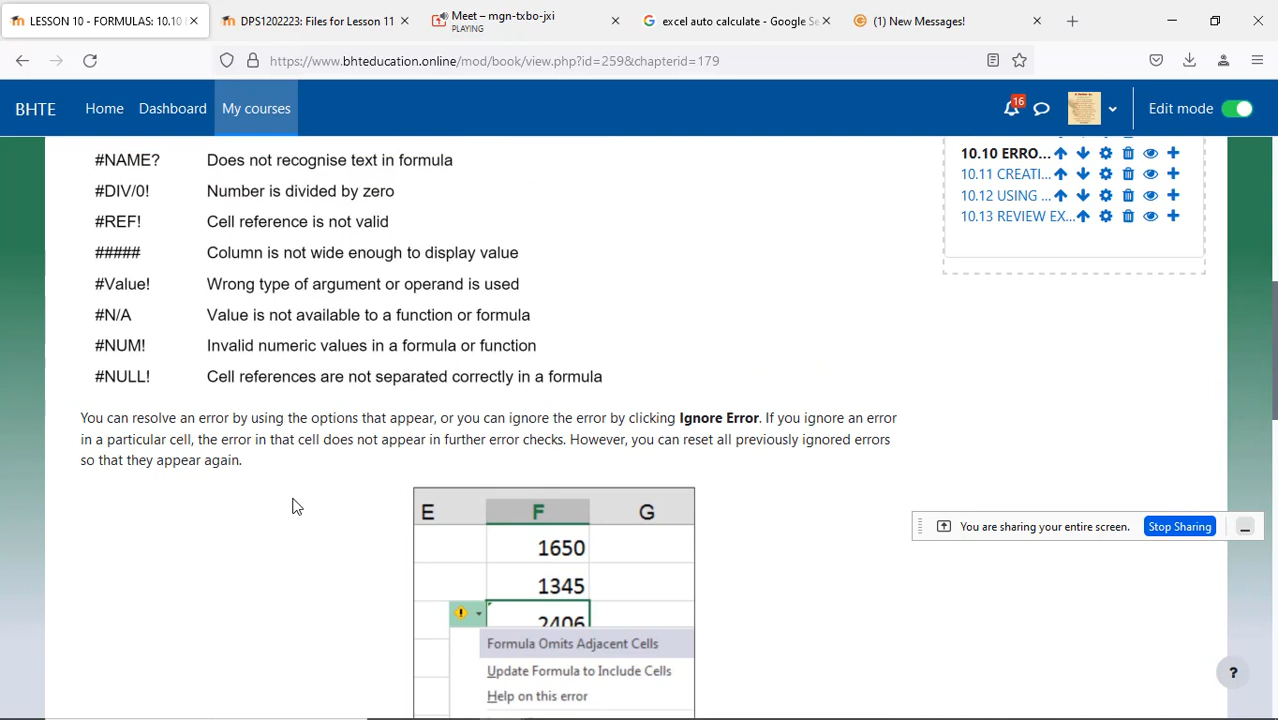 LESSON 10 - FORMULAS: 10.10
DPS1202223: Files for Lesson 11
Meet – mgn-txbo-jxi
PLAYING
excel auto calculate - Google Se
(1) New Messages!
https://www.bhteducation.online/mod/book/view.php?id=259&chapterid=179
BHTE
Home
Dashboard
My courses
16
Edit mode
#NAME? Does not recognise text in formula
#DIV/0! Number is divided by zero
#REF! Cell reference is not valid
##### Column is not wide enough to display value
#Value! Wrong type of argument or operand is used
#N/A Value is not available to a function or formula
#NUM! Invalid numeric values in a formula or function
#NULL! Cell references are not separated correctly in a formula
10.10 ERRO...
10.11 CREATI...
10.12 USING ...
10.13 REVIEW EX...
You can resolve an error by using the options that appear, or you can ignore the error by clicking Ignore Error. If you ignore an error
in a particular cell, the error in that cell does not appear in further error checks. However, you can reset all previously ignored errors
so that they appear again.
E F G
1650
1345
2406
Formula Omits Adjacent Cells
Update Formula to Include Cells
Help on this error
You are sharing your entire screen.
Stop Sharing
?